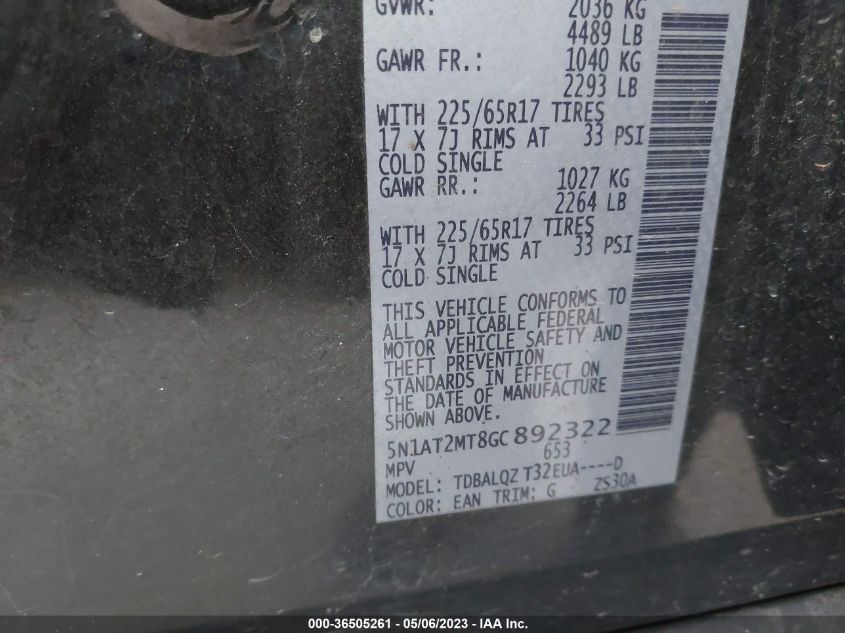 GVWR: 2036 KG
4489 LB
GAWR FR.: 1040 KG
2293 LB
WITH 225/65R17 TIRES
17 X 7J RIMS AT 33 PSI
COLD SINGLE
GAWR RR.: 1027 KG
2264 LB
WITH 225/65R17 TIRES
17 X 7J RIMS AT 33 PSI
COLD SINGLE
THIS VEHICLE CONFORMS TO
ALL APPLICABLE FEDERAL
MOTOR VEHICLE SAFETY AND
THEFT PREVENTION
STANDARDS IN EFFECT ON
THE DATE OF MANUFACTURE
SHOWN ABOVE.
5N1AT2MT8GC892322
MPV 653
MODEL: TDBALQZ T32EUA----D
COLOR: EAN TRIM; G ZS30A
000-36505261 - 05/06/2023 - IAA Inc.